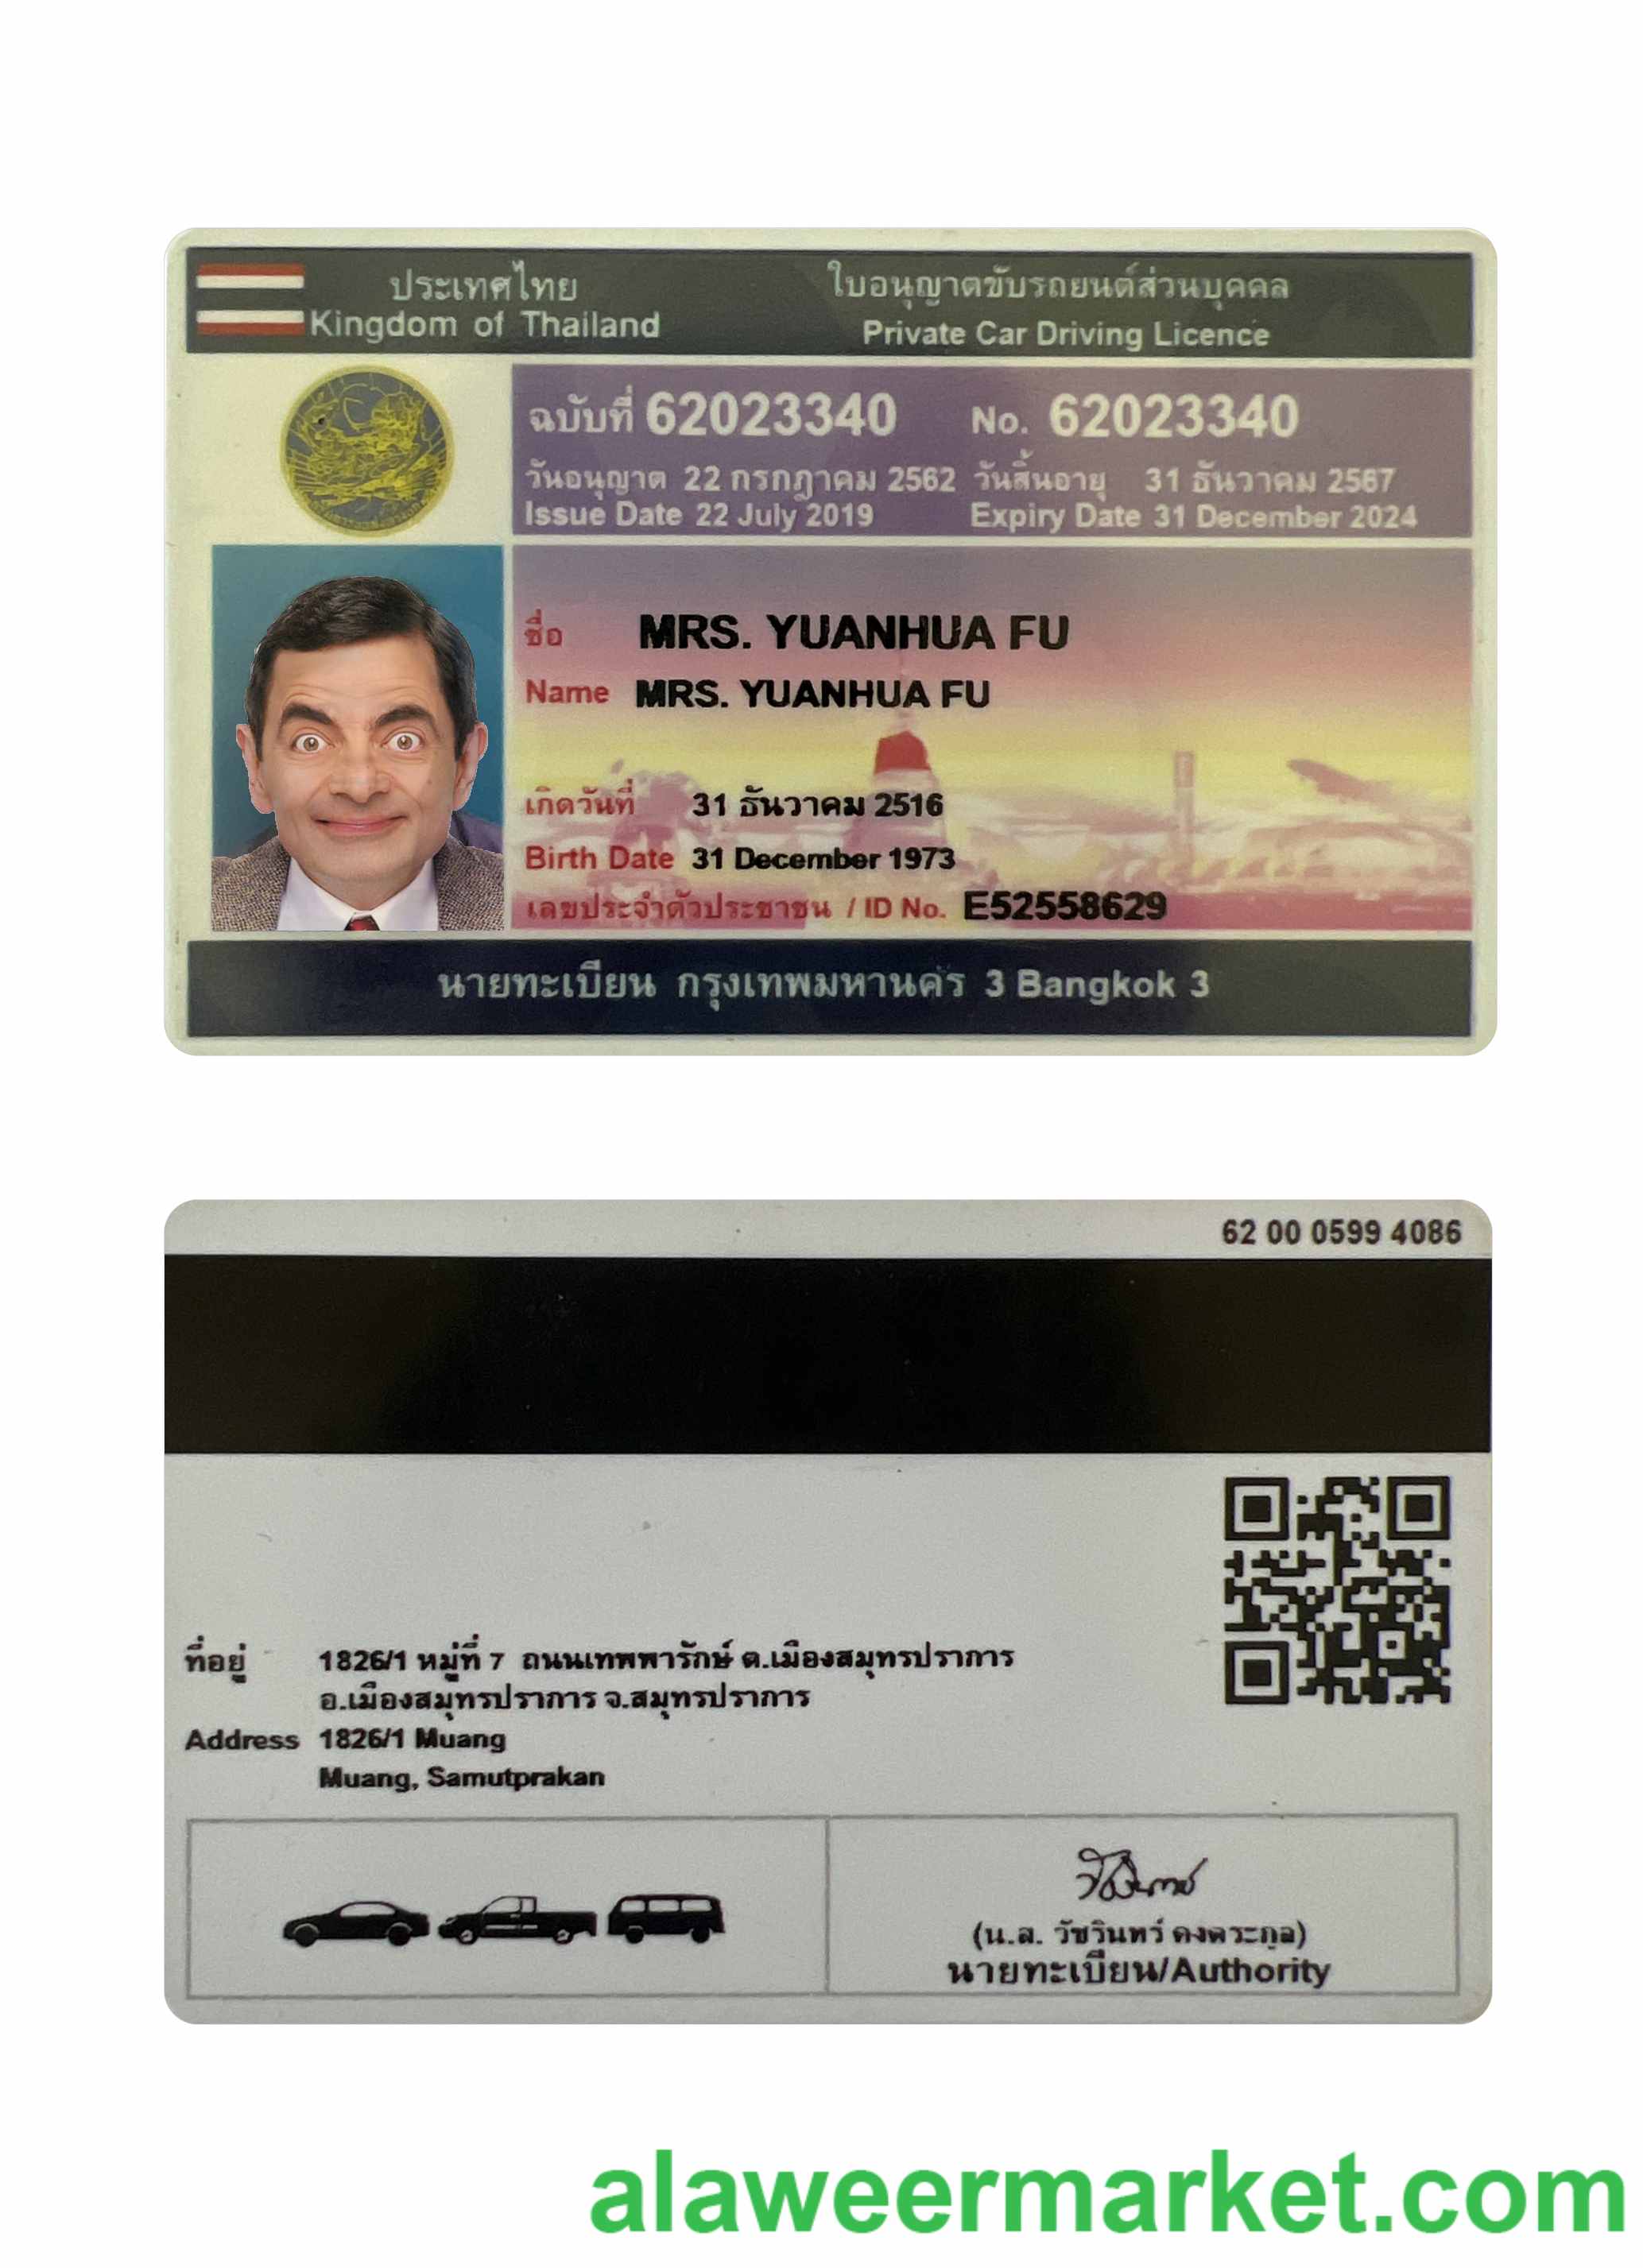 ประเทศไทย
Kingdom of Thailand
ใบอนุญาตขับรถยนต์ส่วนบุคคล
Private Car Driving Licence
ฉบับที่ 62023340 No. 62023340
วันอนุญาต 22 กรกฎาคม 2562 วันสิ้นอายุ 31 ธันวาคม 2567
Issue Date 22 July 2019 Expiry Date 31 December 2024
ชื่อ MRS. YUANHUA FU
Name MRS. YUANHUA FU
เกิดวันที่ 31 ธันวาคม 2516
Birth Date 31 December 1973
เลขประจำตัวประชาชน / ID No. E52558629
นายทะเบียน กรุงเทพมหานคร 3 Bangkok 3
62 00 0599 4086
ที่อยู่ 1826/1 หมู่ที่ 7 ถนนเทพพารักษ์ ต.เมืองสมุทรปราการ
อ.เมืองสมุทรปราการ จ.สมุทรปราการ
Address 1826/1 Muang
Muang, Samutprakan
(น.ส. วัชวินทร์ คงตระกูล)
นายทะเบียน/Authority
alaweermarket.com